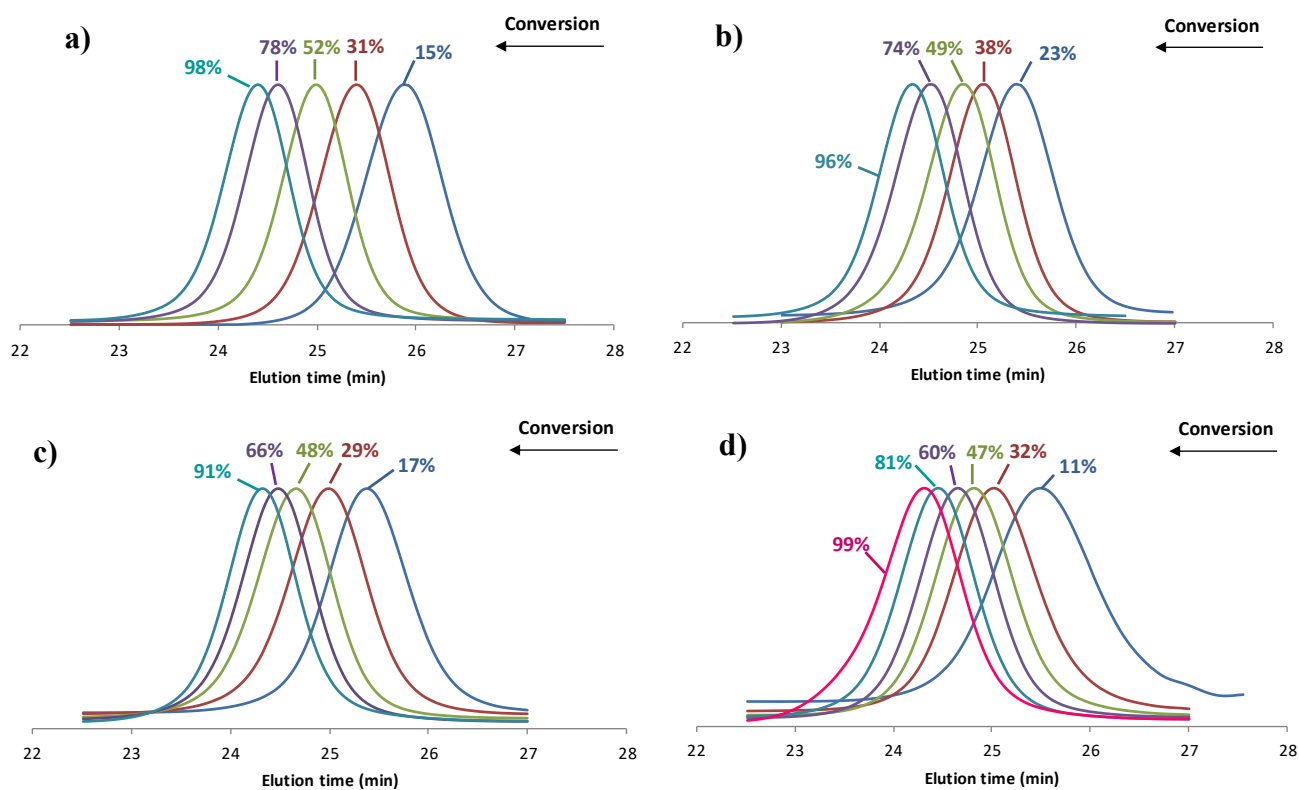 a)
Conversion
98%
78%
52%
31%
15%
22 23 24 25 26 27 28
Elution time (min)
b)
Conversion
74%
49%
38%
23%
96%
22 23 24 25 26 27 28
Elution time (min)
c)
Conversion
91%
66%
48%
29%
17%
22 23 24 25 26 27 28
Elution time (min)
d)
Conversion
99%
81%
60%
47%
32%
11%
22 23 24 25 26 27 28
Elution time (min)